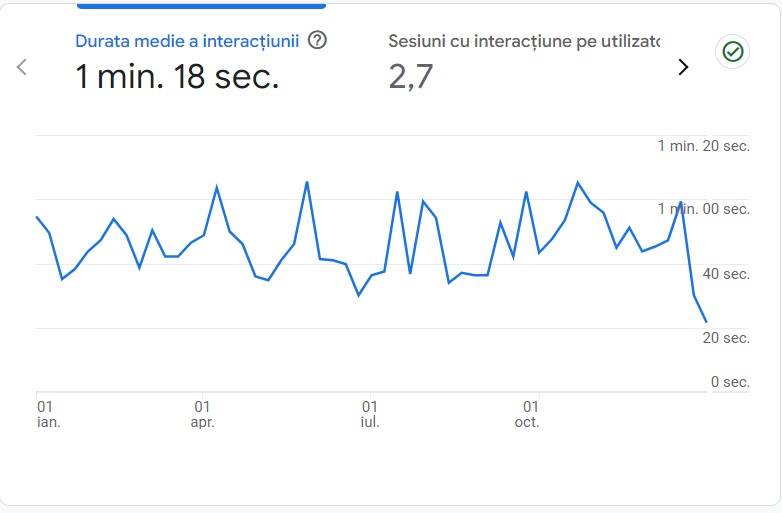 Durata medie a interacțiunii
1 min. 18 sec.
Sesiuni cu interacțiune pe utilizatc
2,7
1 min. 20 sec.
1 min. 00 sec.
40 sec.
20 sec.
0 sec.
01
ian.
01
apr.
01
iul.
01
oct.